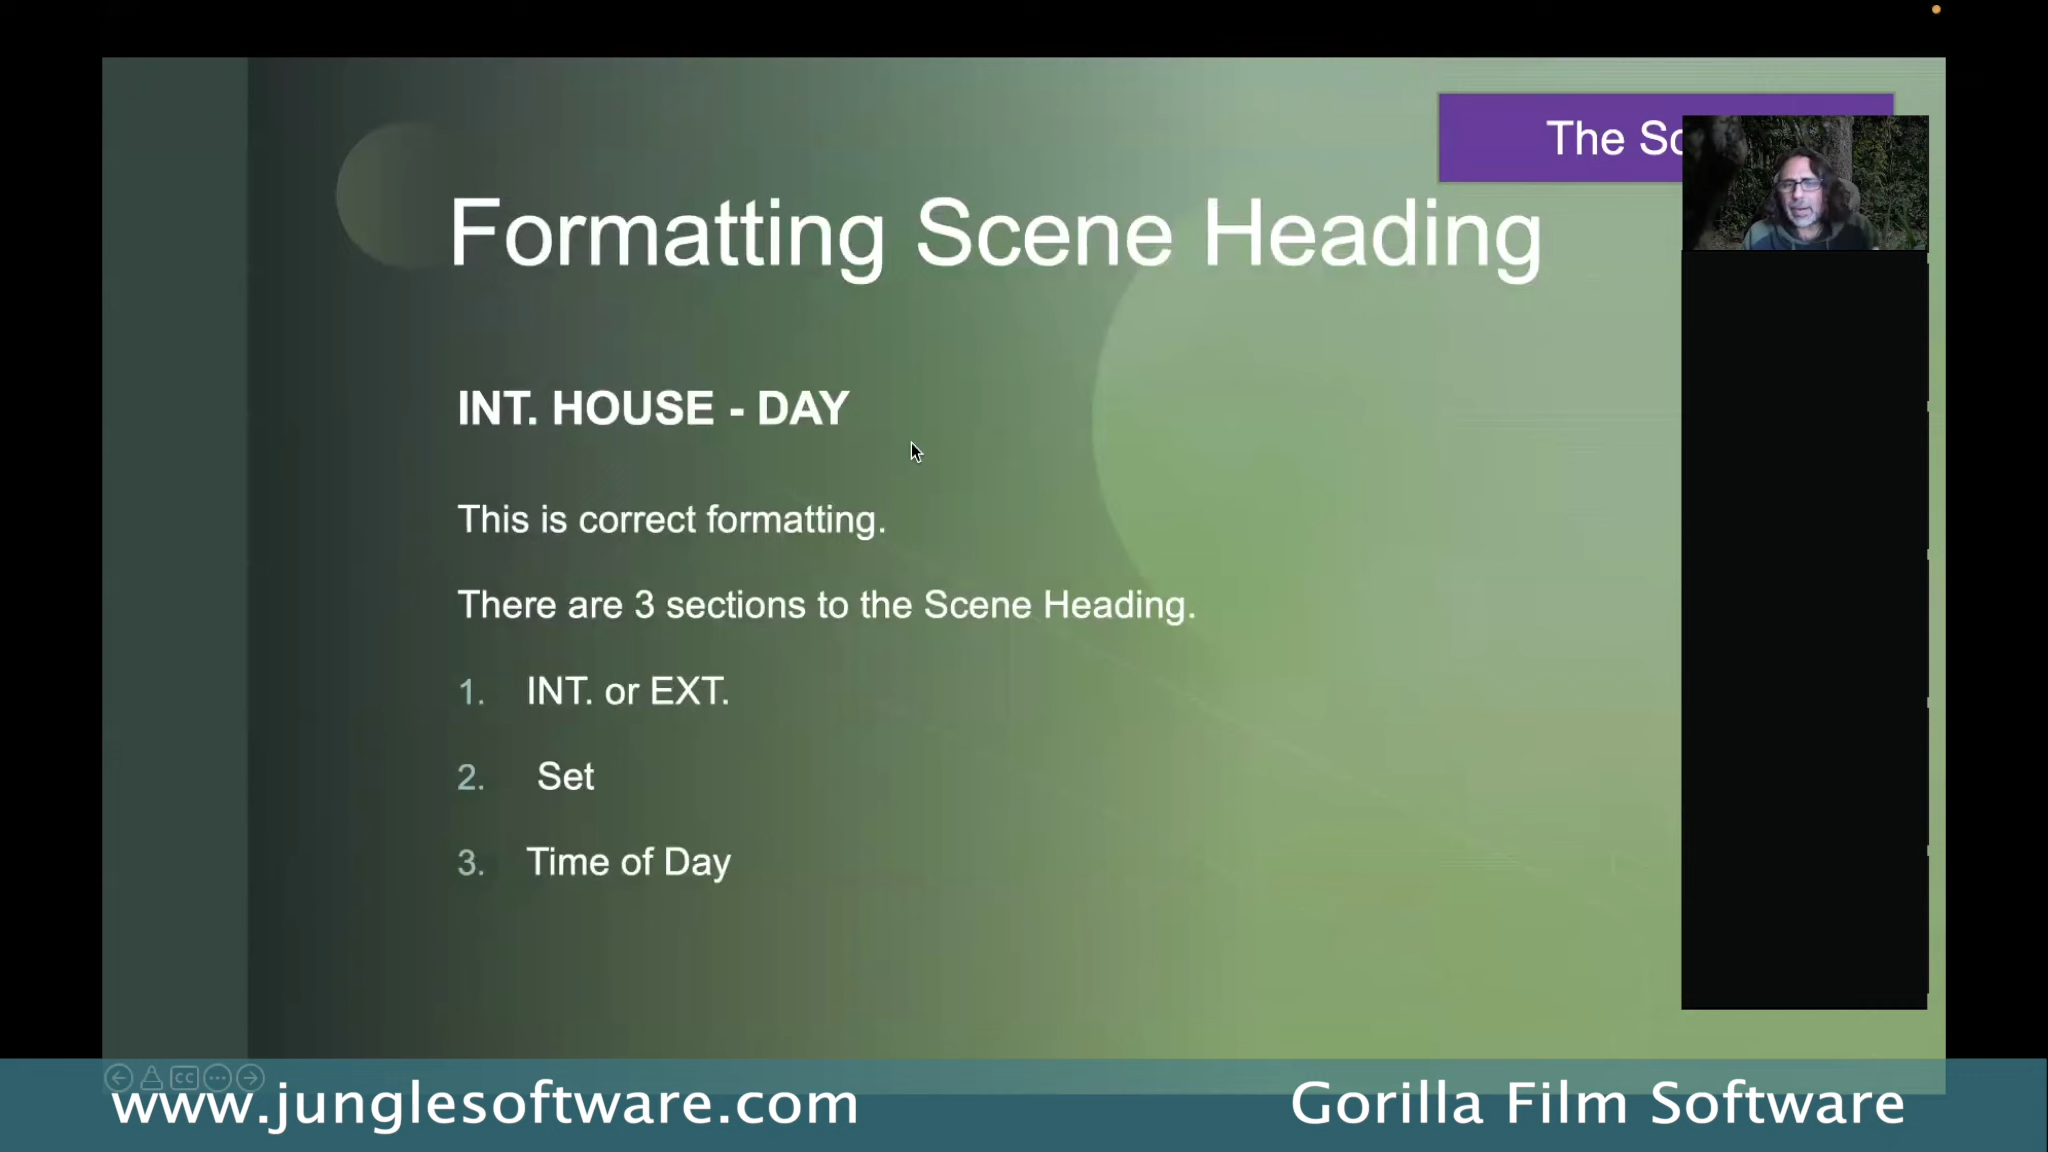 The
Formatting Scene Heading
INT. HOUSE - DAY
This is correct formatting.
There are 3 sections to the Scene Heading.
1. INT. or EXT.
2. Set
3. Time of Day
CC
www.junglesoftware.com
Gorilla Film Software